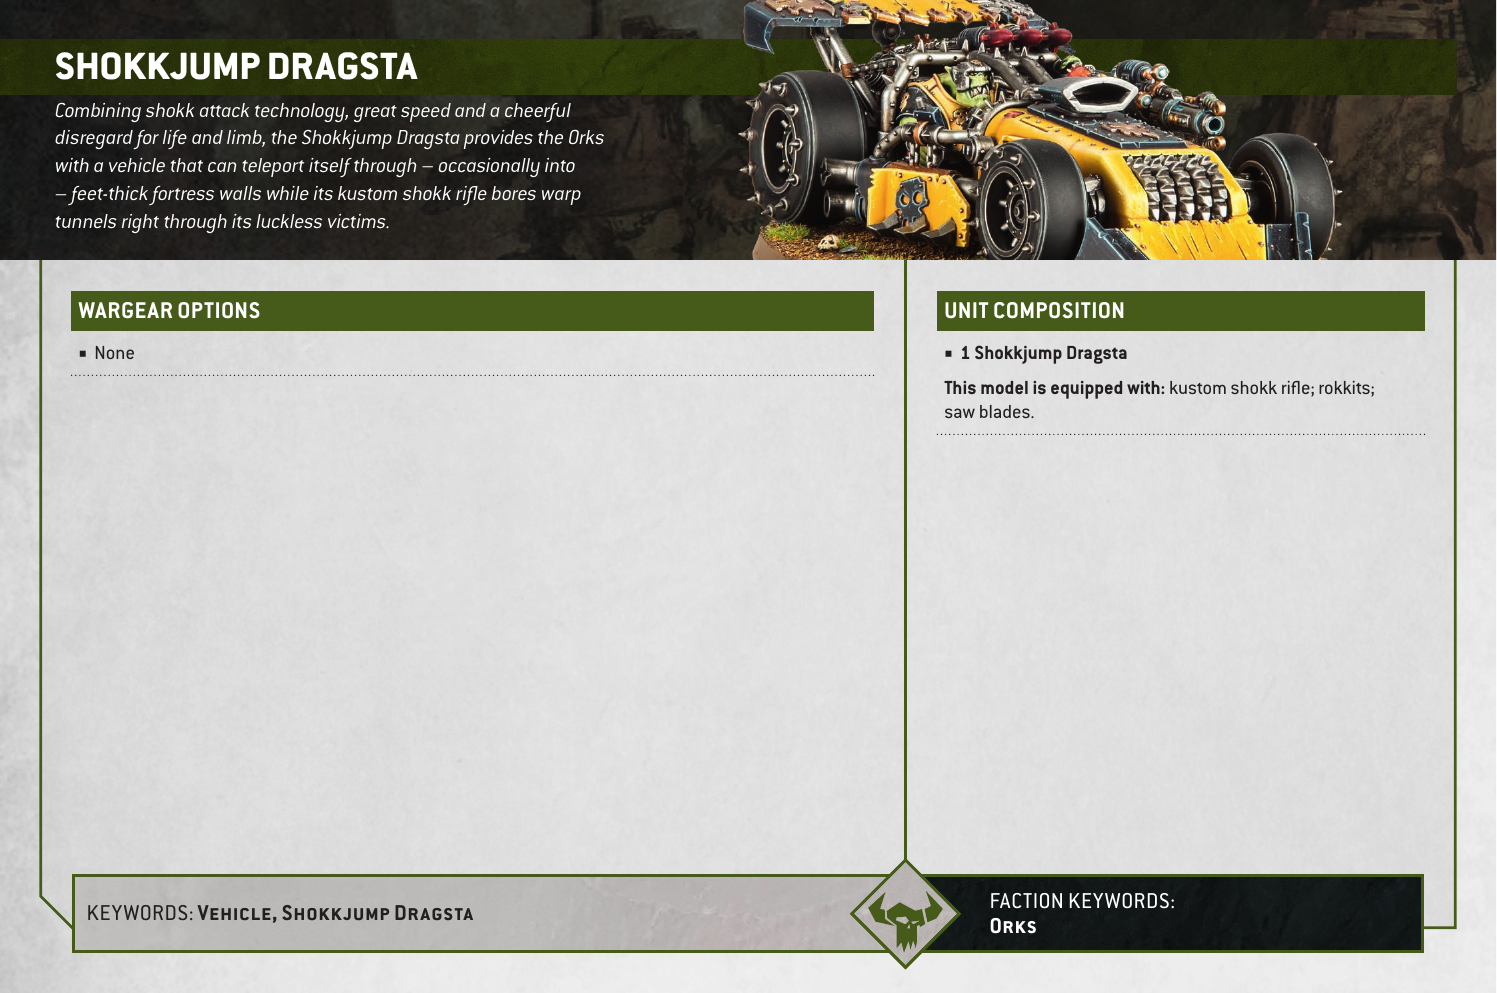 SHOKKJUMP DRAGSTA
Combining shokk attack technology, great speed and a cheerful
disregard for life and limb, the Shokkjump Dragsta provides the Orks
with a vehicle that can teleport itself through – occasionally into
– feet-thick fortress walls while its kustom shokk rifle bores warp
tunnels right through its luckless victims.
WARGEAR OPTIONS
▪ None
UNIT COMPOSITION
▪ 1 Shokkjump Dragsta
This model is equipped with: kustom shokk rifle; rokkits;
saw blades.
KEYWORDS: Vehicle, Shokkjump Dragsta
FACTION KEYWORDS:
Orks